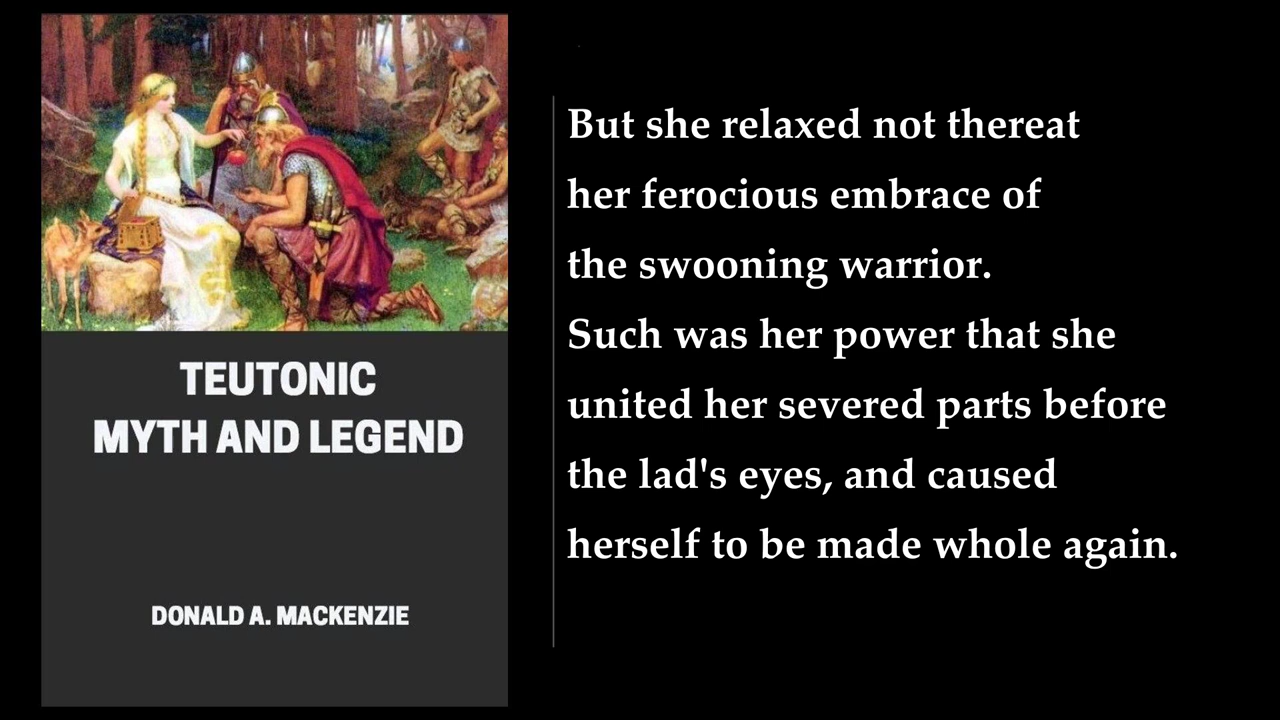 TEUTONIC
MYTH AND LEGEND
DONALD A. MACKENZIE
But she relaxed not thereat
her ferocious embrace of
the swooning warrior.
Such was her power that she
united her severed parts before
the lad's eyes, and caused
herself to be made whole again.